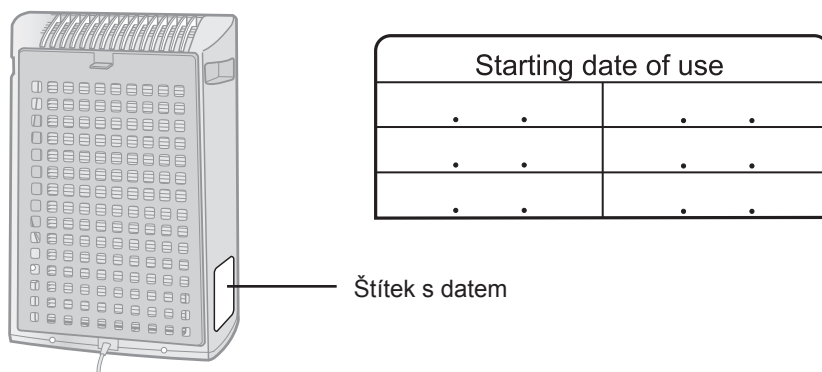 Starting date of use
. . . .
. . . .
. . . .
Štítek s datem